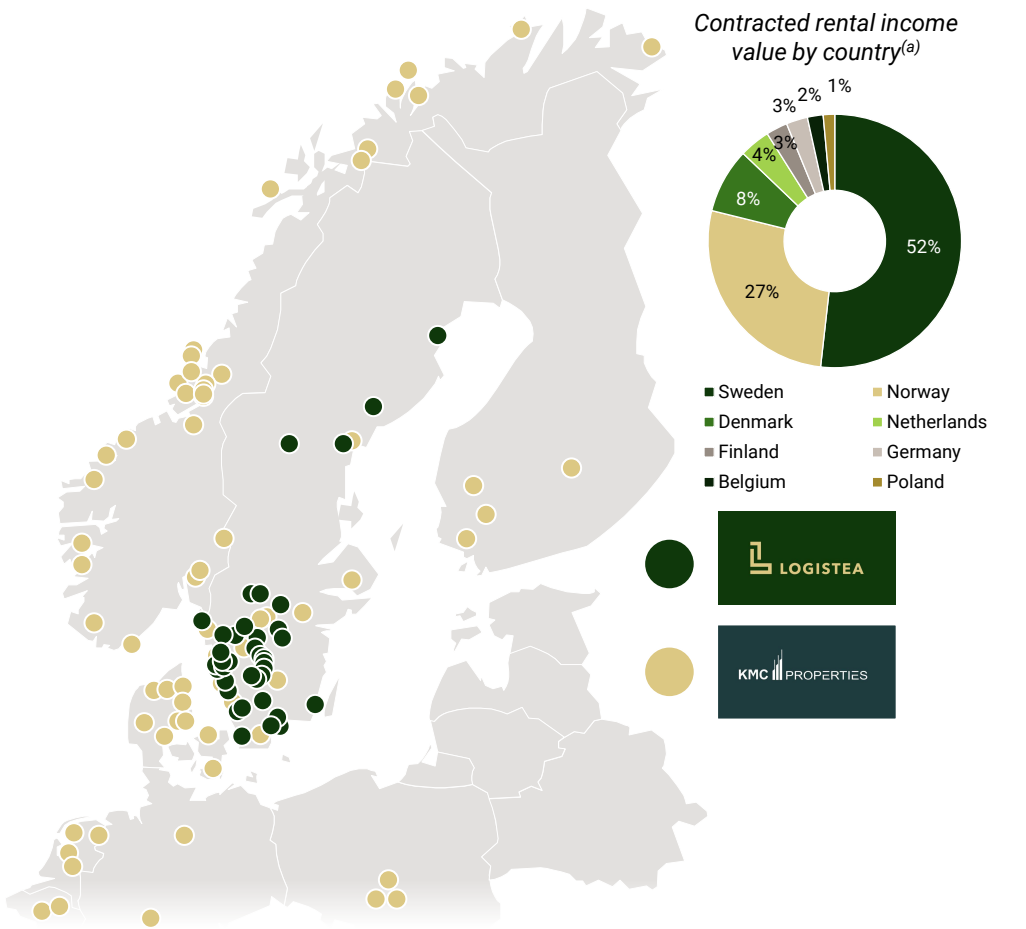 Contracted rental income
value by country(a)
3%
2%
1%
3%
4%
8%
52%
27%
Sweden
Norway
Denmark
Netherlands
Finland
Germany
Belgium
Poland
LOGISTEA
KMC PROPERTIES